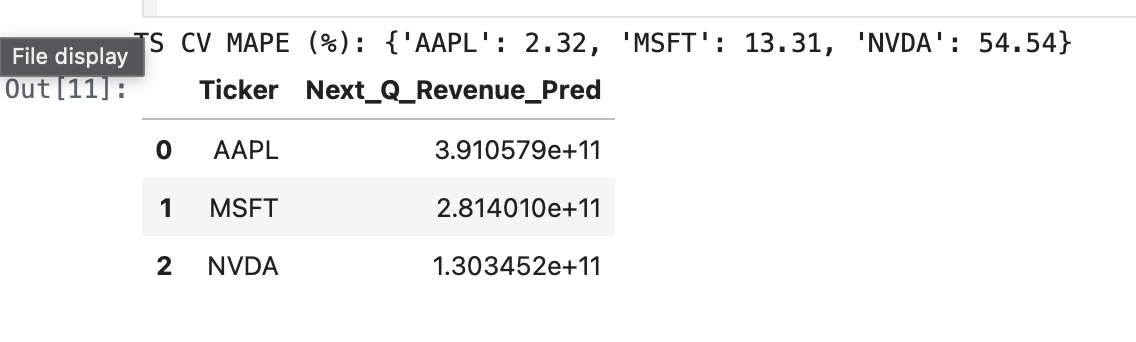 TS CV MAPE (%): {'AAPL': 2.32, 'MSFT': 13.31, 'NVDA': 54.54}
File display
Out[11]:
Ticker Next_Q_Revenue_Pred
0 AAPL 3.910579e+11
1 MSFT 2.814010e+11
2 NVDA 1.303452e+11